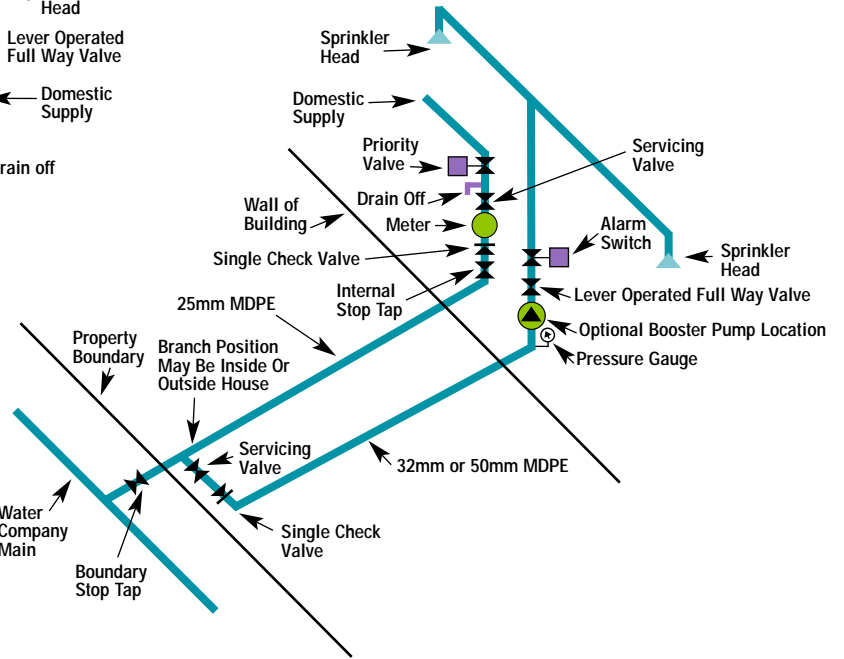 Head
Lever Operated
Full Way Valve
Domestic
Supply
rain off
Sprinkler
Head
Domestic
Supply
Priority
Valve
Servicing
Valve
Drain Off
Wall of
Building
Meter
Alarm
Switch
Single Check Valve
Sprinkler
Head
Internal
Stop Tap
Lever Operated Full Way Valve
25mm MDPE
Optional Booster Pump Location
Property
Boundary
Branch Position
May Be Inside Or
Outside House
Pressure Gauge
Servicing
Valve
32mm or 50mm MDPE
Water
Company
Main
Single Check
Valve
Boundary
Stop Tap